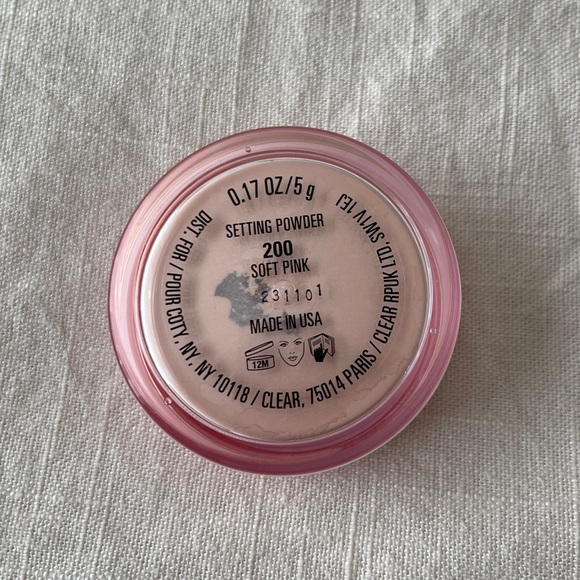 0.17 OZ/5 g
SETTING POWDER
200
SOFT PINK
231101
MADE IN USA
12M
DIST. FOR / POUR COTY, NY, NY 10118 / CLEAR, 75014 PARIS / CLEAR RPUK LTD, SW1V 1EJ